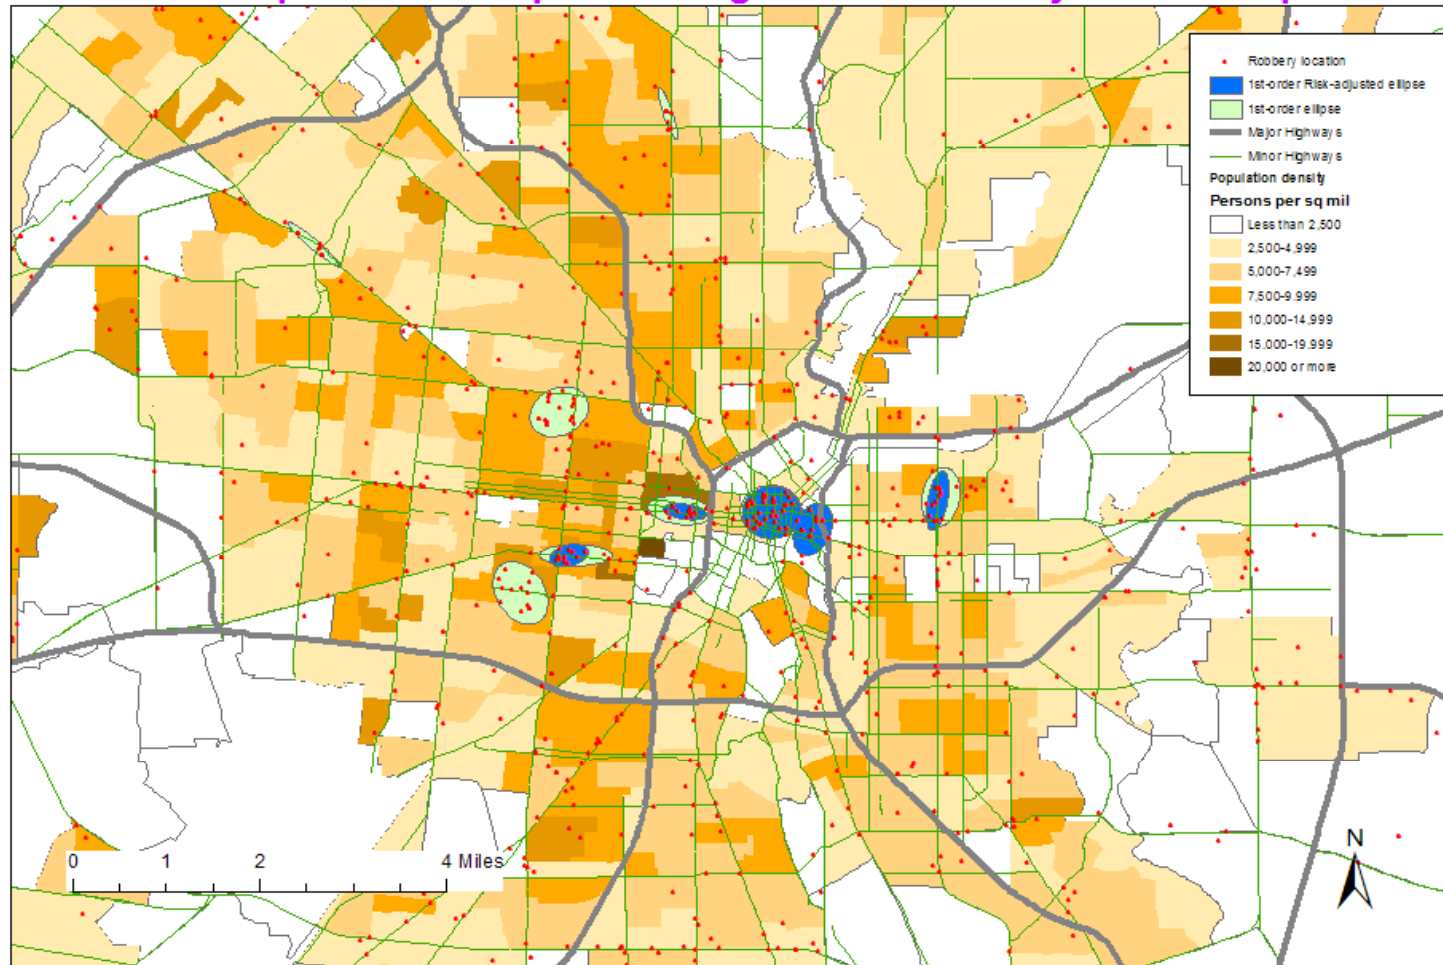 Robbery location
1st-order Risk-adjusted ellipse
1st-order ellipse
Major Highways
Minor Highways
Population density
Persons per sq mil
Less than 2,500
2,500-4,999
5,000-7,499
7,500-9,999
10,000-14,999
15,000-19,999
20,000 or more
0 1 2 4 Miles
N